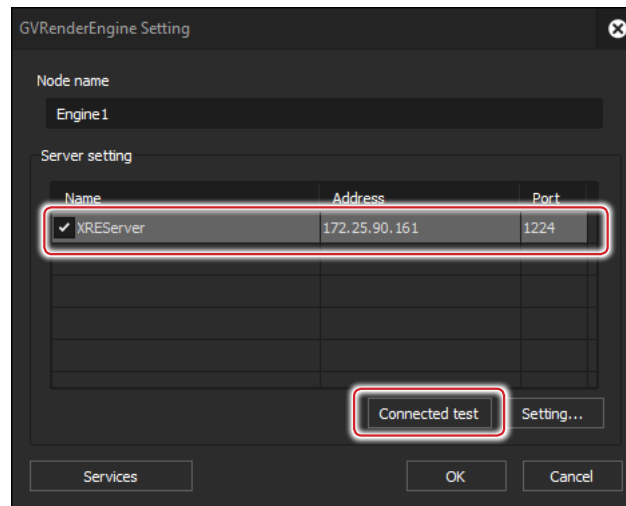 GVRenderEngine Setting
Node name
Engine1
Server setting
Name Address Port
XREServer 172.25.90.161 1224
Connected test Setting...
Services OK Cancel